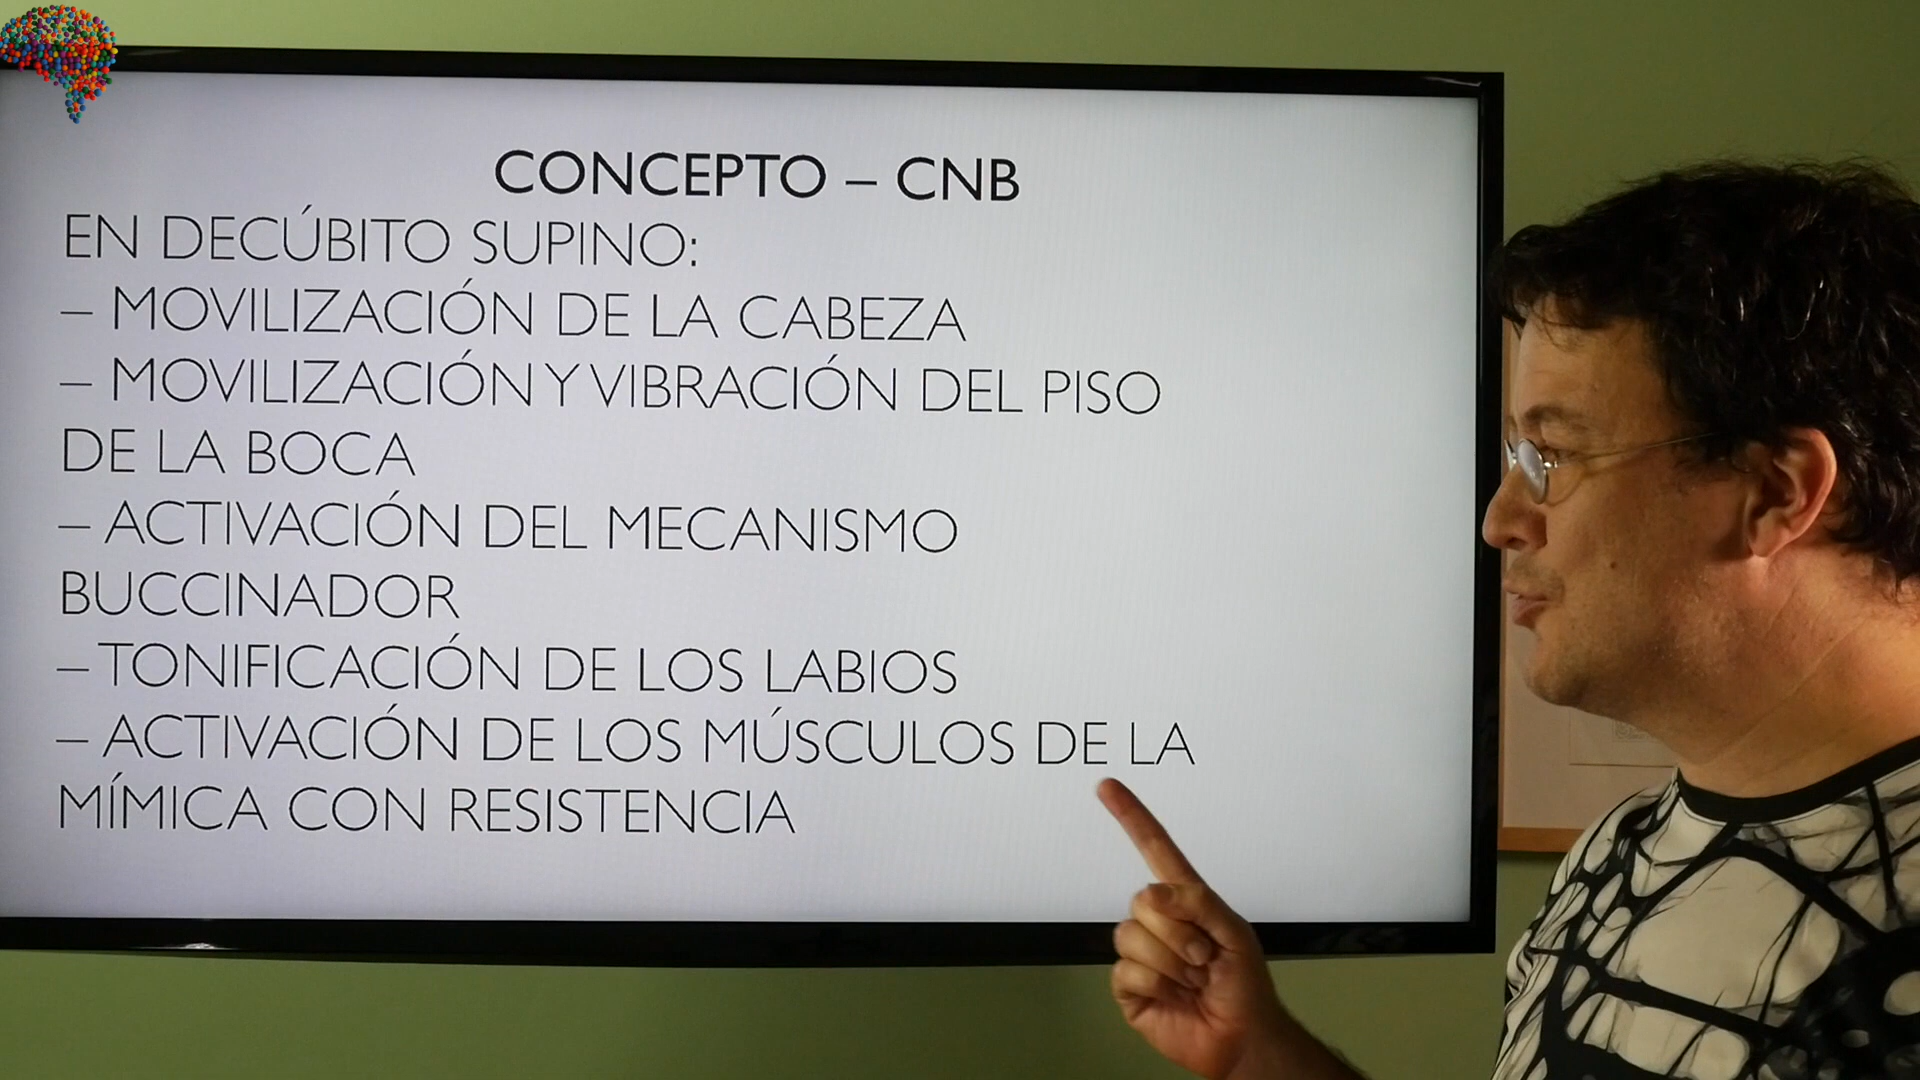 CONCEPTO – CNB
EN DECÚBITO SUPINO:
– MOVILIZACIÓN DE LA CABEZA
– MOVILIZACIÓN Y VIBRACIÓN DEL PISO
DE LA BOCA
– ACTIVACIÓN DEL MECANISMO
BUCCINADOR
– TONIFICACIÓN DE LOS LABIOS
– ACTIVACIÓN DE LOS MÚSCULOS DE LA
MÍMICA CON RESISTENCIA